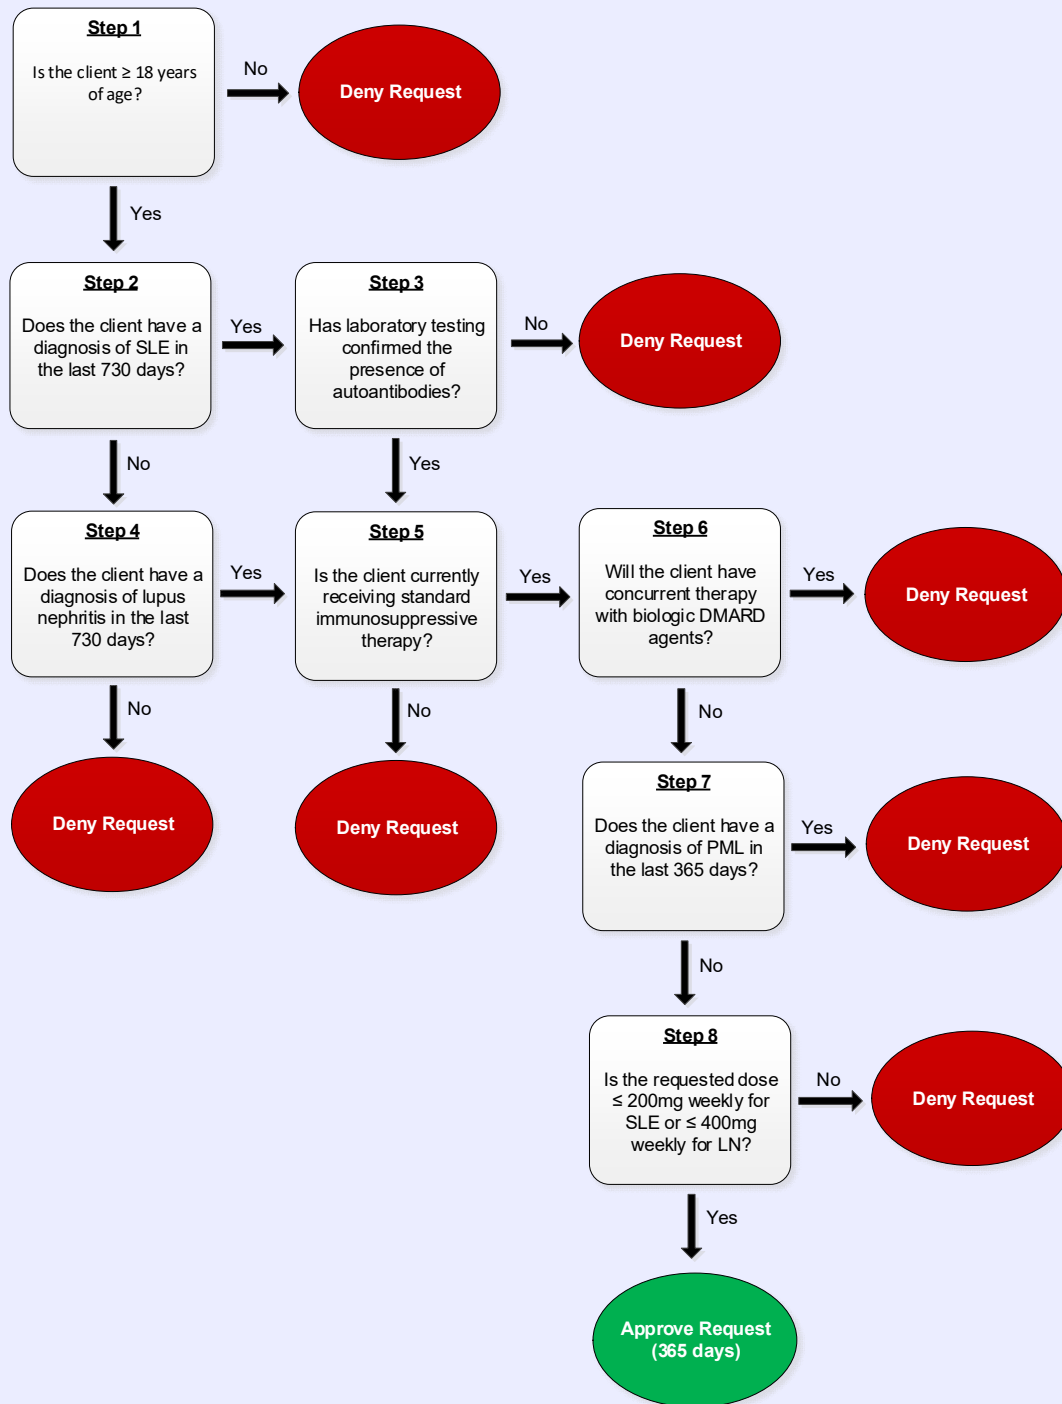 Step 1
Is the client ≥ 18 years
of age?
No
Deny Request
Yes
Step 2
Does the client have a
diagnosis of SLE in
the last 730 days?
Yes
Step 3
Has laboratory testing
confirmed the
presence of
autoantibodies?
No
Deny Request
No
Yes
Step 4
Does the client have a
diagnosis of lupus
nephritis in the last
730 days?
Yes
Step 5
Is the client currently
receiving standard
immunosuppressive
therapy?
Yes
Step 6
Will the client have
concurrent therapy
with biologic DMARD
agents?
Yes
Deny Request
No
No
No
Deny Request
Deny Request
Step 7
Does the client have a
diagnosis of PML in
the last 365 days?
Yes
Deny Request
No
Step 8
Is the requested dose
≤ 200mg weekly for
SLE or ≤ 400mg
weekly for LN?
No
Deny Request
Yes
Approve Request
(365 days)